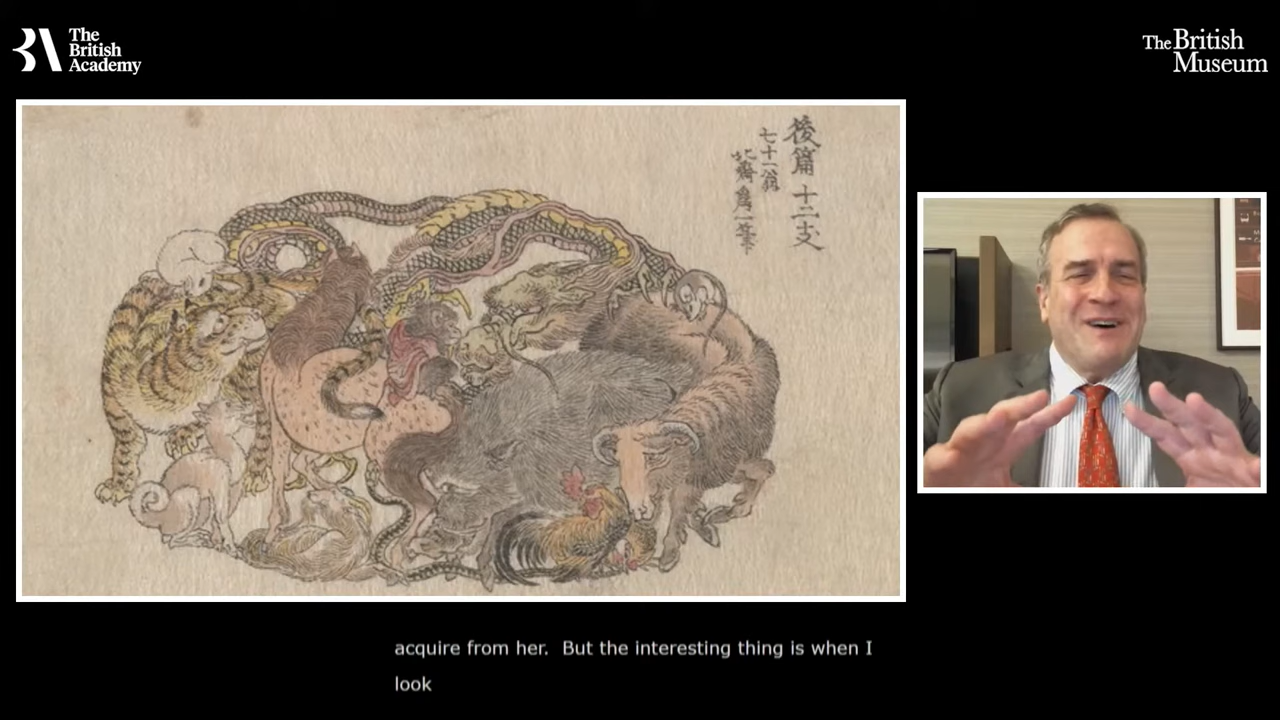 The
British
Academy
The British
Museum
後篇 十二支
七十一翁
北齋爲一筆
acquire from her.  But the interesting thing is when I
look